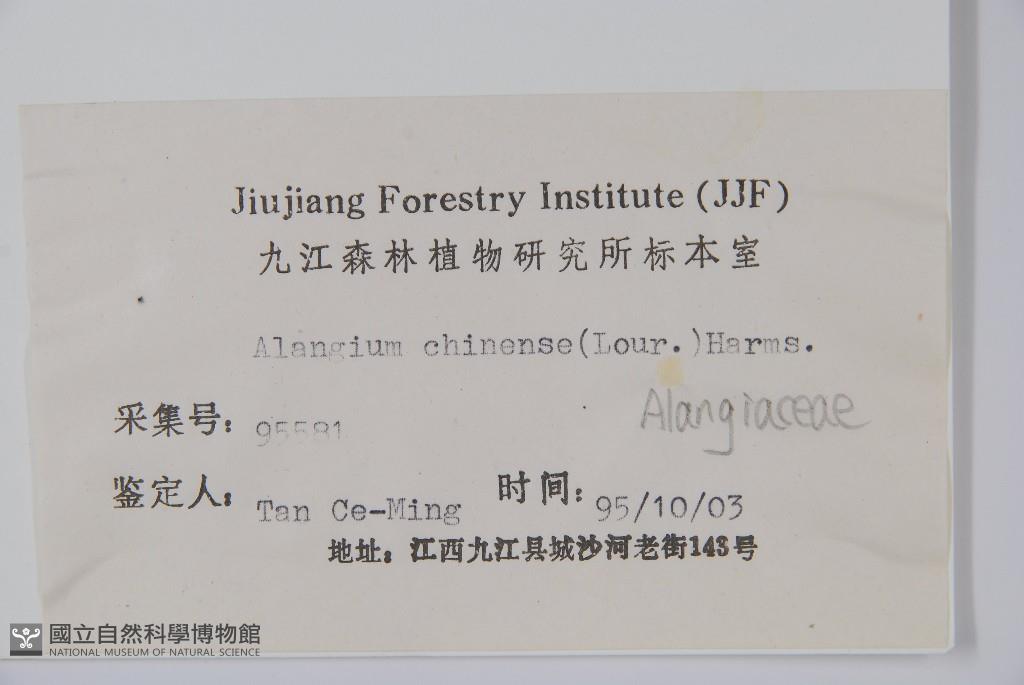 Jiujiang Forestry Institute (JJF)
九江森林植物研究所标本室
Alangium chinense(Lour.)Harms.
Alangiaceae
采集号: 95581
鉴定人: Tan Ce-Ming 时间: 95/10/03
地址: 江西九江县城沙河老街143号
國立自然科學博物館
NATIONAL MUSEUM OF NATURAL SCIENCE